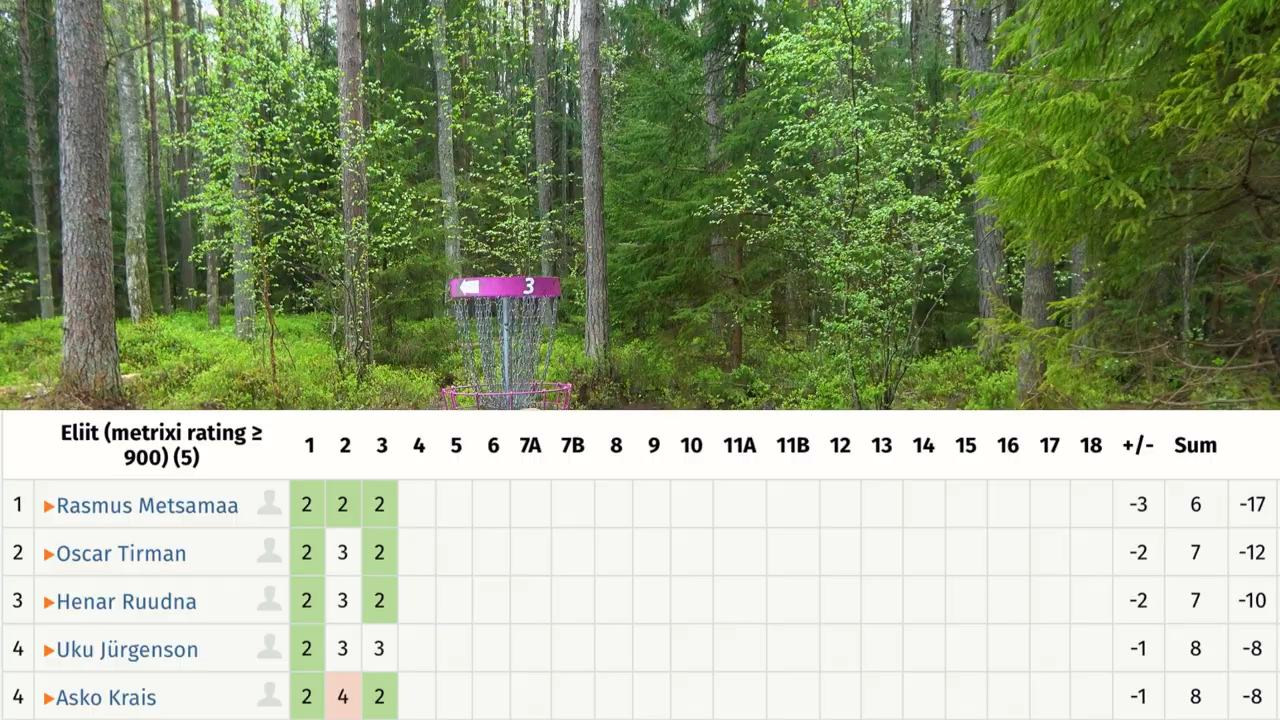 3
Eliit (metrixi rating ≥
900) (5) 1 2 3 4 5 6 7A 7B 8 9 10 11A 11B 12 13 14 15 16 17 18 +/- Sum
1 Rasmus Metsamaa 2 2 2 -3 6 -17
2 Oscar Tirman 2 3 2 -2 7 -12
3 Henar Ruudna 2 3 2 -2 7 -10
4 Uku Jürgenson 2 3 3 -1 8 -8
4 Asko Krais 2 4 2 -1 8 -8